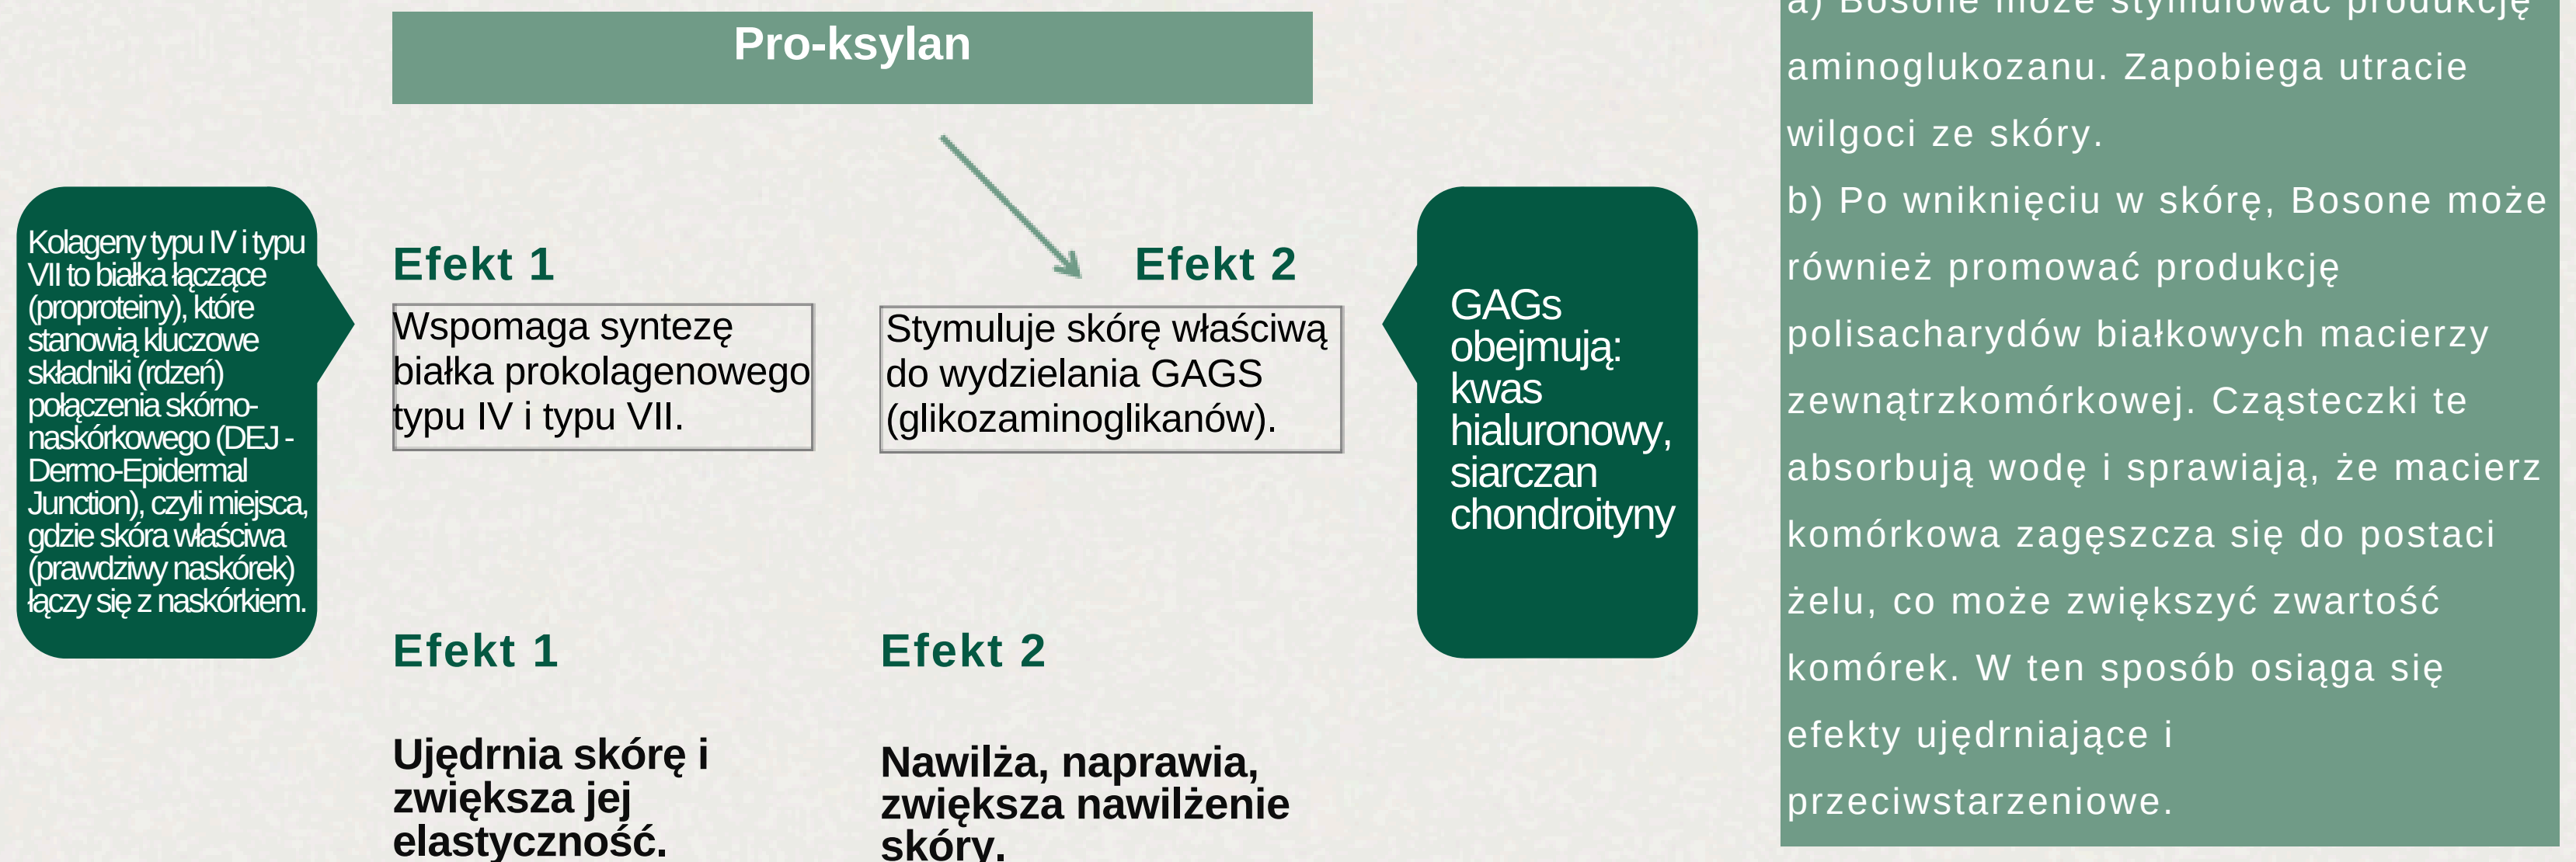 Pro-ksylan
Kolageny typu IV i typu
VII to białka łączące
(proproteiny), które
stanowią kluczowe
składniki (rdzeń)
połączenia skórno-
naskórkowego (DEJ -
Dermo-Epidermal
Junction), czyli miejsca,
gdzie skóra właściwa
(prawdziwy naskórek)
łączy się z naskórkiem.
Efekt 1
Wspomaga syntezę
białka prokolagenowego
typu IV i typu VII.
Efekt 2
Stymuluje skórę właściwą
do wydzielania GAGS
(glikozaminoglikanów).
GAGs
obejmują:
kwas
hialuronowy,
siarczan
chondroityny
Efekt 1
Ujędrnia skórę i
zwiększa jej
elastyczność.
Efekt 2
Nawilża, naprawia,
zwiększa nawilżenie
skóry.
a) Bosone może stymulować produkcję
aminoglukozanu. Zapobiega utracie
wilgoci ze skóry.
b) Po wniknięciu w skórę, Bosone może
również promować produkcję
polisacharydów białkowych macierzy
zewnątrzkomórkowej. Cząsteczki te
absorbują wodę i sprawiają, że macierz
komórkowa zagęszcza się do postaci
żelu, co może zwiększyć zwartość
komórek. W ten sposób osiąga się
efekty ujędrniające i
przeciwstarzeniowe.